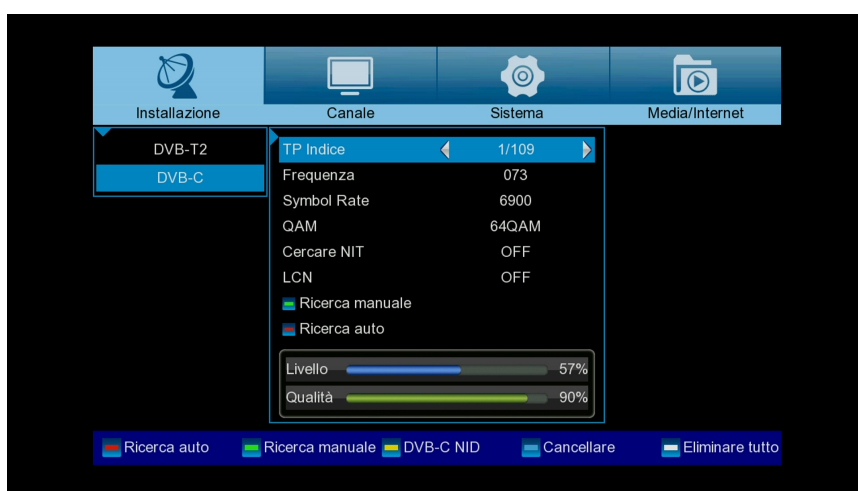 Installazione Canale Sistema Media/Internet
DVB-T2
DVB-C
TP Indice 1/109
Frequenza 073
Symbol Rate 6900
QAM 64QAM
Cercare NIT OFF
LCN OFF
Ricerca manuale
Ricerca auto
Livello 57%
Qualità 90%
Ricerca auto Ricerca manuale DVB-C NID Cancellare Eliminare tutto